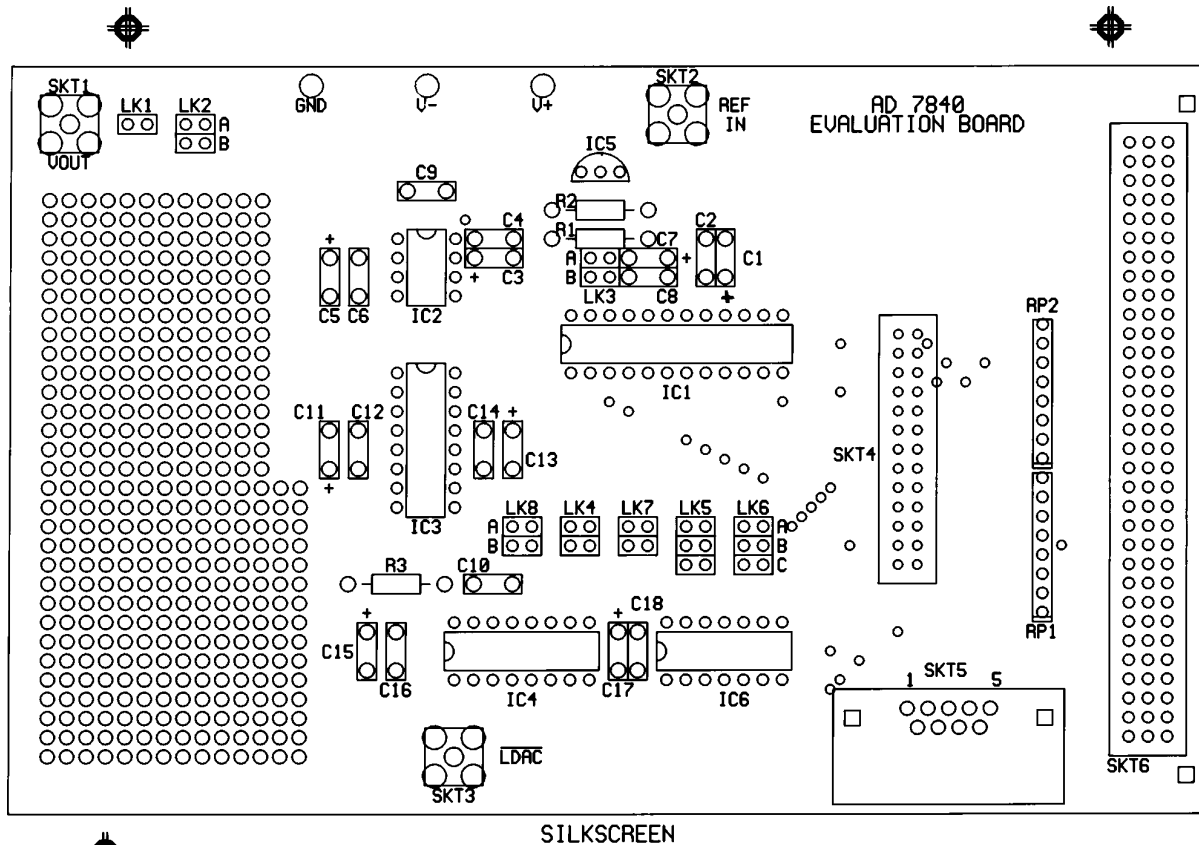 SKT1
LK1
LK2
A
B
VOUT
GND
V-
V+
SKT2
REF
IN
AD 7840
EVALUATION BOARD
IC5
C9
R2
R1
C4
C3
+
+
C5
C6
IC2
A
B
LK3
C7
C8
+
C2
C1
+
IC1
RP2
C11
C12
+
IC3
C14
+
C13
SKT4
LK8
LK4
LK7
LK5
LK6
A
B
A
B
C
R3
C10
+
C15
C16
IC4
+
C18
C17
IC6
RP1
SKT5
1
5
SKT3
LDAC
SKT6
SILKSCREEN